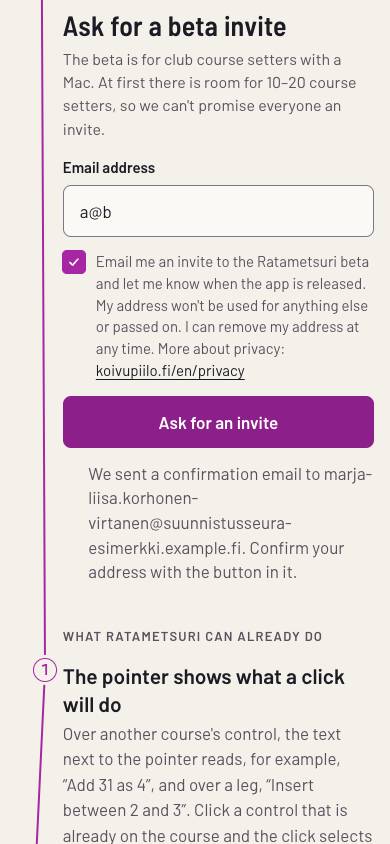 Ask for a beta invite
The beta is for club course setters with a
Mac. At first there is room for 10–20 course
setters, so we can't promise everyone an
invite.
Email address
a@b
Email me an invite to the Ratametsuri beta
and let me know when the app is released.
My address won't be used for anything else
or passed on. I can remove my address at
any time. More about privacy:
koivupiilo.fi/en/privacy
Ask for an invite
We sent a confirmation email to marja-
liisa.korhonen-
virtanen@suunnistusseura-
esimerkki.example.fi. Confirm your
address with the button in it.
WHAT RATAMETSURI CAN ALREADY DO
1
The pointer shows what a click
will do
Over another course's control, the text
next to the pointer reads, for example,
“Add 31 as 4”, and over a leg, “Insert
between 2 and 3”. Click a control that is
already on the course and the click selects